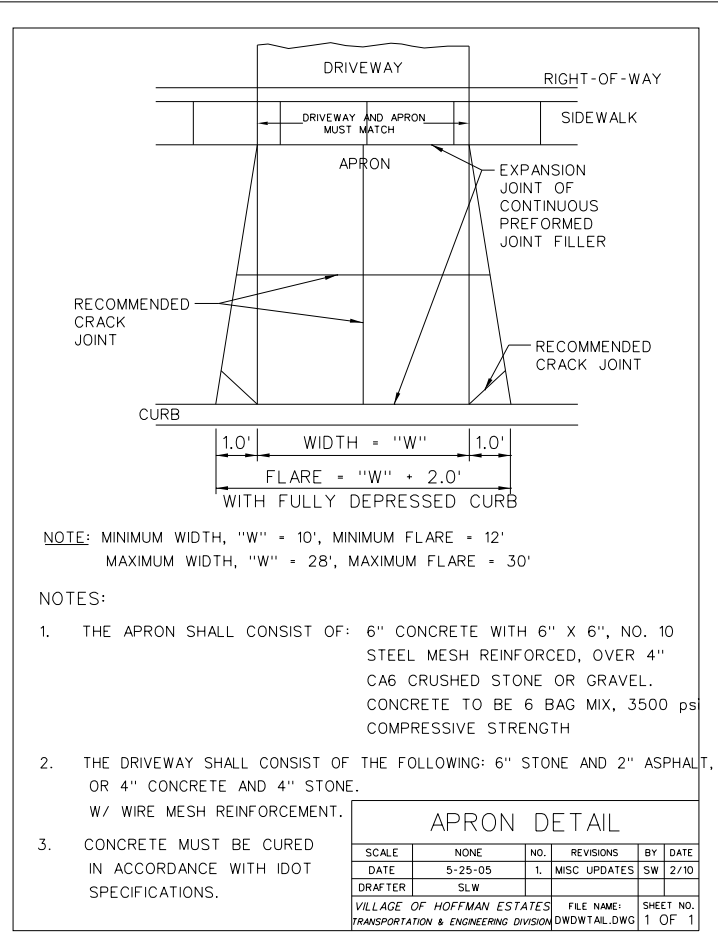 DRIVEWAY
RIGHT-OF-WAY
DRIVEWAY AND APRON
MUST MATCH
SIDEWALK
APRON
EXPANSION
JOINT OF
CONTINUOUS
PREFORMED
JOINT FILLER
RECOMMENDED
CRACK
JOINT
RECOMMENDED
CRACK JOINT
CURB
1.0' WIDTH = "W" 1.0'
FLARE = "W" + 2.0'
WITH FULLY DEPRESSED CURB
NOTE: MINIMUM WIDTH, "W" = 10', MINIMUM FLARE = 12'
MAXIMUM WIDTH, "W" = 28', MAXIMUM FLARE = 30'
NOTES:
1. THE APRON SHALL CONSIST OF: 6" CONCRETE WITH 6" X 6", NO. 10
STEEL MESH REINFORCED, OVER 4"
CA6 CRUSHED STONE OR GRAVEL.
CONCRETE TO BE 6 BAG MIX, 3500 psi
COMPRESSIVE STRENGTH
2. THE DRIVEWAY SHALL CONSIST OF THE FOLLOWING: 6" STONE AND 2" ASPHALT,
OR 4" CONCRETE AND 4" STONE.
W/ WIRE MESH REINFORCEMENT.
3. CONCRETE MUST BE CURED
IN ACCORDANCE WITH IDOT
SPECIFICATIONS.
APRON DETAIL
SCALE NONE NO. REVISIONS BY DATE
DATE 5-25-05 1. MISC UPDATES SW 2/10
DRAFTER SLW
VILLAGE OF HOFFMAN ESTATES FILE NAME: SHEET NO.
TRANSPORTATION & ENGINEERING DIVISION DWDWTAIL.DWG 1 OF 1